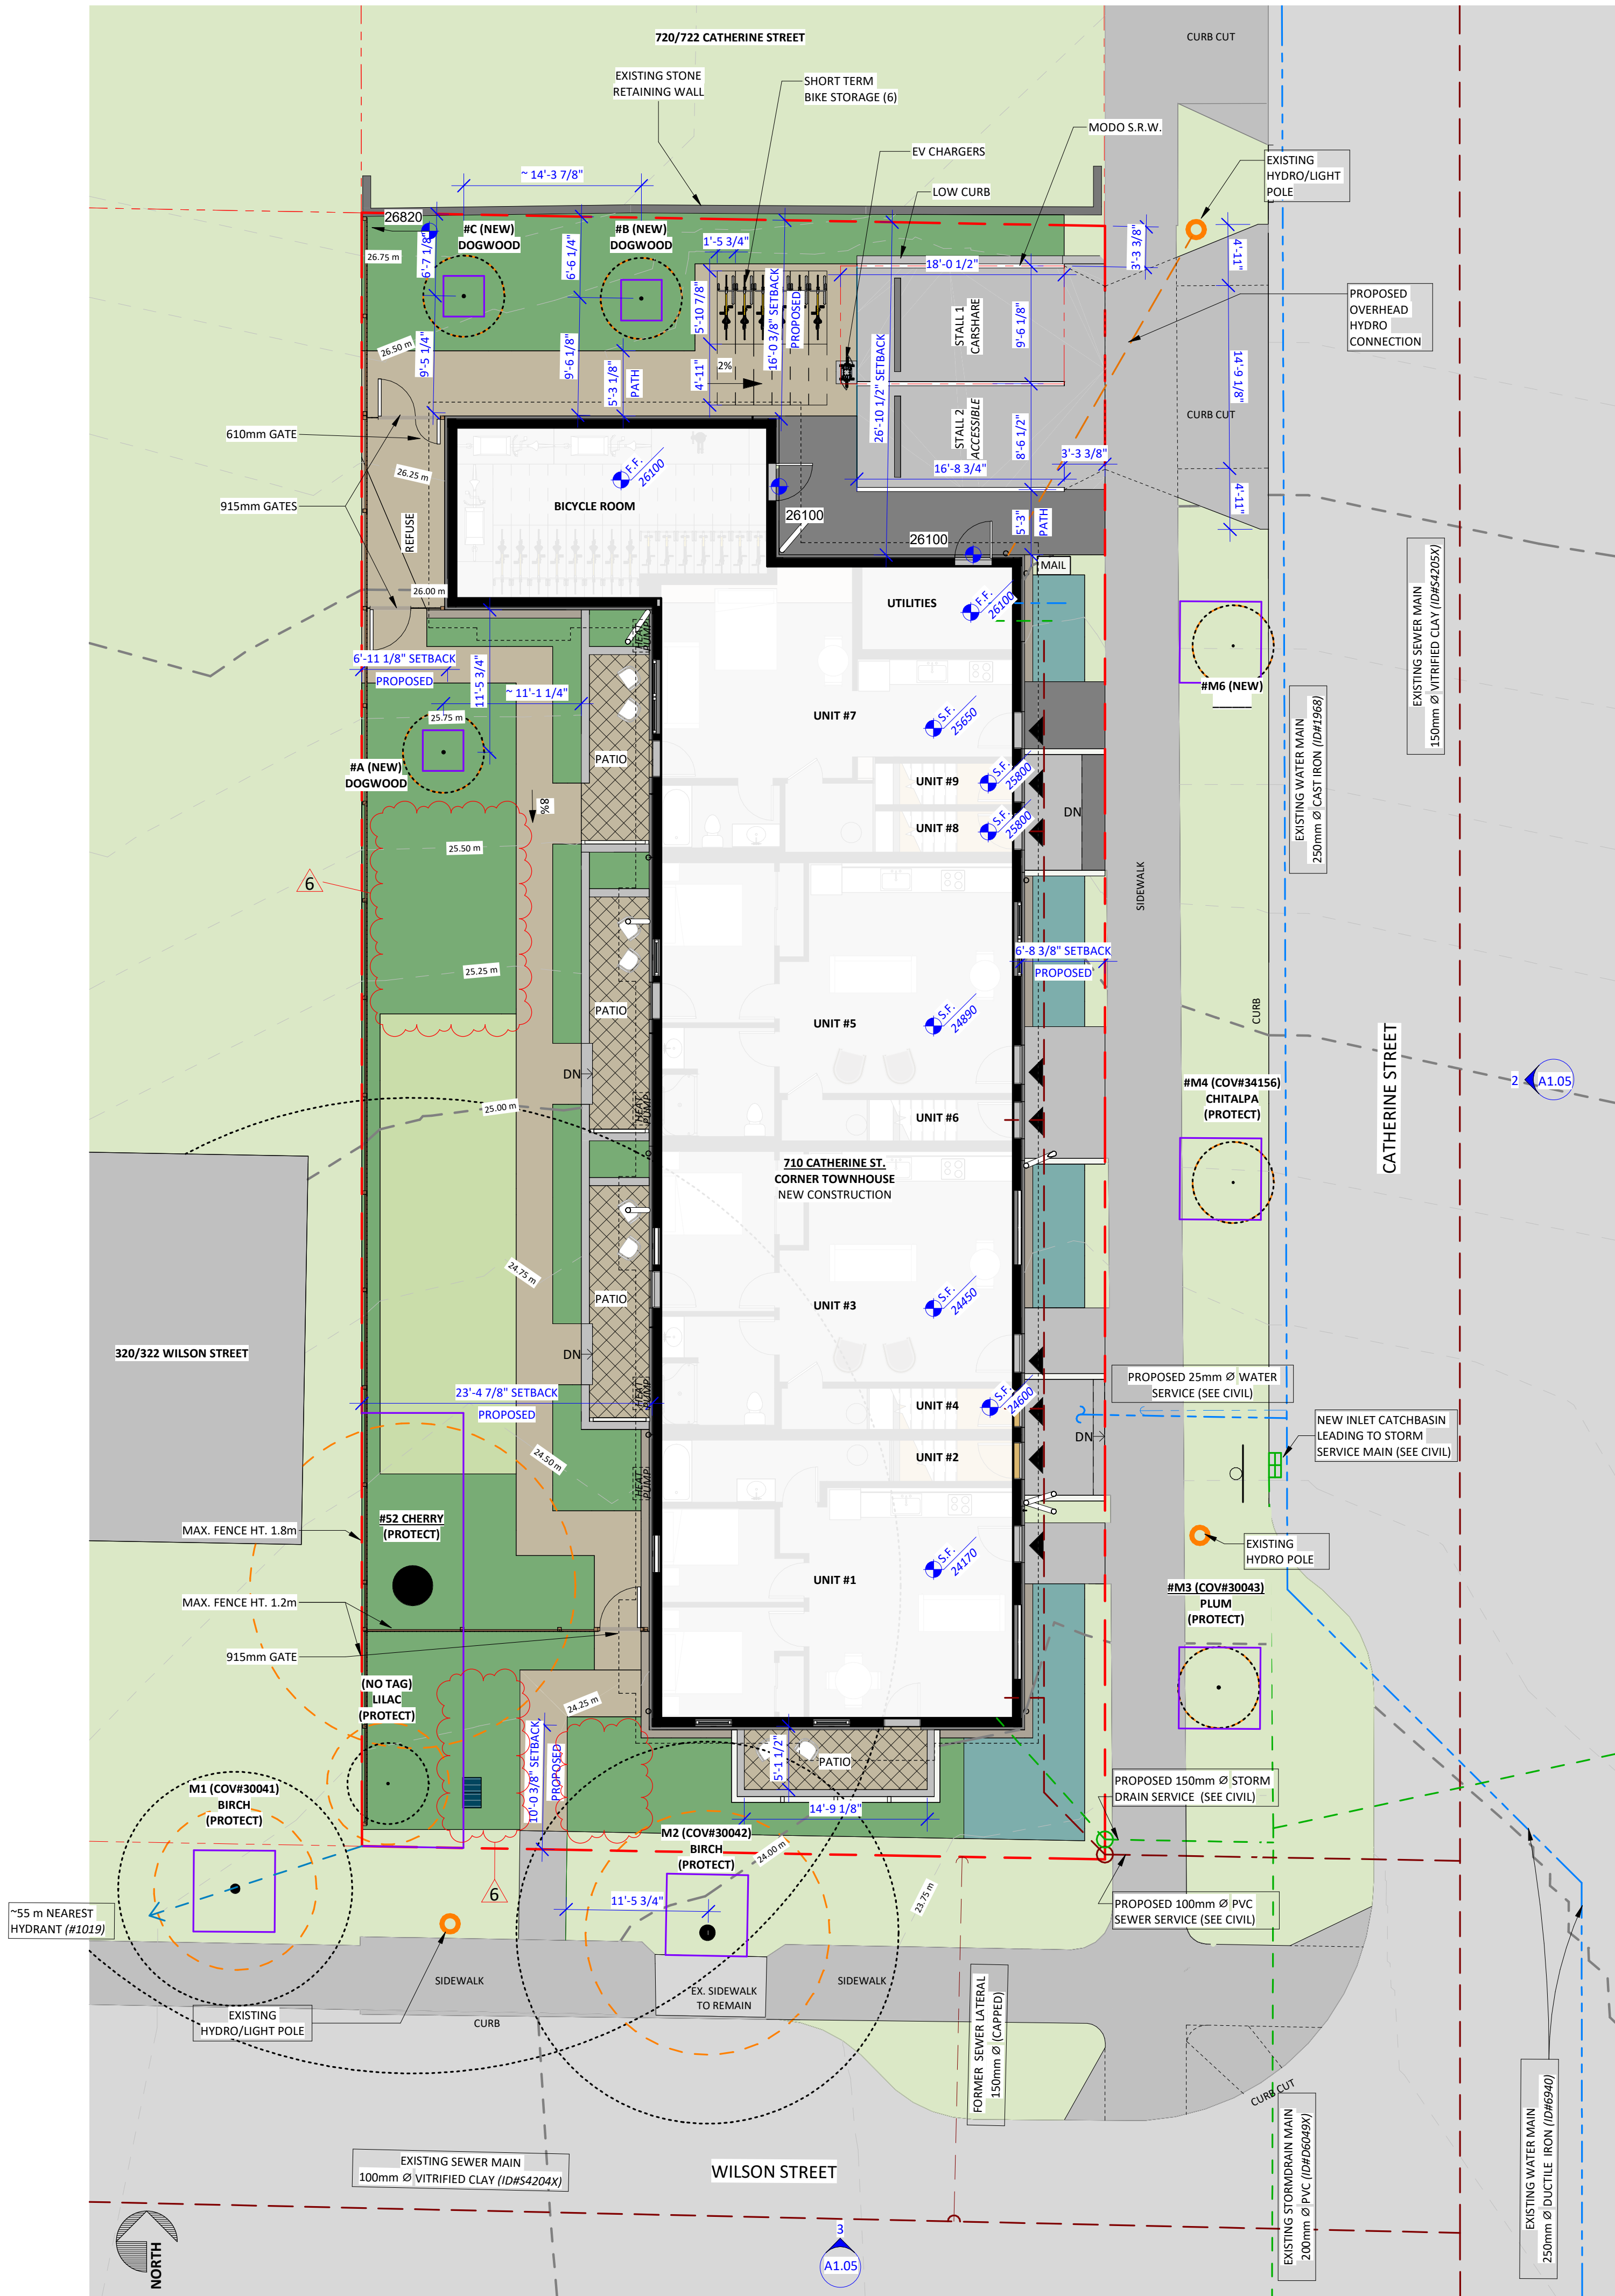 720/722 CATHERINE STREET
CURB CUT
EXISTING STONE
RETAINING WALL
SHORT TERM
BIKE STORAGE (6)
MODO S.R.W.
EV CHARGERS
LOW CURB
EXISTING
HYDRO/LIGHT
POLE
~ 14'-3 7/8"
26820
#C (NEW)
DOGWOOD
#B (NEW)
DOGWOOD
1'-5 3/4"
26.75 m
6'-7 1/8"
6'-6 1/4"
5'-10 7/8"
16'-0 3/8" SETBACK
PROPOSED
18'-0 1/2"
3'-3 3/8"
4'-11"
26'-10 1/2" SETBACK
STALL 1
CARSHARE
9'-6 1/8"
PROPOSED
OVERHEAD
HYDRO
CONNECTION
26.50 m
9'-5 1/4"
9'-6 1/8"
5'-3 1/8"
PATH
4'-11"
2%
14'-9 1/8"
CURB CUT
STALL 2
ACCESSIBLE
8'-6 1/2"
16'-8 3/4"
3'-3 3/8"
4'-11"
610mm GATE
26.25 m
F.F.
26100
915mm GATES
BICYCLE ROOM
REFUSE
26100
26100
5'-3"
PATH
MAIL
26.00 m
UTILITIES
F.F.
26100
HEAT
PUMP
EXISTING SEWER MAIN
150mm Ø VITRIFIED CLAY (ID#S4205X)
6'-11 1/8" SETBACK
PROPOSED
11'-5 3/4"
~ 11'-1 1/4"
#M6 (NEW)
EXISTING WATER MAIN
250mm Ø CAST IRON (ID#1968)
25.75 m
UNIT #7
S.F.
25650
#A (NEW)
DOGWOOD
PATIO
UNIT #9
S.F.
25800
8%
UNIT #8
S.F.
25800
DN
25.50 m
6
SIDEWALK
25.25 m
6'-8 3/8" SETBACK
PROPOSED
PATIO
UNIT #5
S.F.
24890
CURB
CATHERINE STREET
DN
2
A1.05
#M4 (COV#34156)
CHITALPA
(PROTECT)
25.00 m
HEAT
PUMP
UNIT #6
710 CATHERINE ST.
CORNER TOWNHOUSE
NEW CONSTRUCTION
24.75 m
PATIO
UNIT #3
S.F.
24450
320/322 WILSON STREET
DN
23'-4 7/8" SETBACK
PROPOSED
HEAT
PUMP
UNIT #4
S.F.
24600
PROPOSED 25mm Ø WATER
SERVICE (SEE CIVIL)
DN
NEW INLET CATCHBASIN
LEADING TO STORM
SERVICE MAIN (SEE CIVIL)
24.50 m
HEAT
PUMP
UNIT #2
MAX. FENCE HT. 1.8m
#52 CHERRY
(PROTECT)
EXISTING
HYDRO POLE
UNIT #1
S.F.
24170
MAX. FENCE HT. 1.2m
#M3 (COV#30043)
PLUM
(PROTECT)
915mm GATE
(NO TAG)
LILAC
(PROTECT)
24.25 m
10'-0 3/8" SETBACK,
PROPOSED
5'-1 1/2"
PATIO
14'-9 1/8"
M1 (COV#30041)
BIRCH
(PROTECT)
PROPOSED 150mm Ø STORM
DRAIN SERVICE (SEE CIVIL)
M2 (COV#30042)
BIRCH
(PROTECT)
24.00 m
6
11'-5 3/4"
23.75 m
PROPOSED 100mm Ø PVC
SEWER SERVICE (SEE CIVIL)
~55 m NEAREST
HYDRANT (#1019)
SIDEWALK
EX. SIDEWALK
TO REMAIN
SIDEWALK
EXISTING
HYDRO/LIGHT POLE
CURB
FORMER SEWER LATERAL
150mm Ø (CAPPED)
CURB CUT
EXISTING SEWER MAIN
100mm Ø VITRIFIED CLAY (ID#S4204X)
WILSON STREET
EXISTING STORMDRAIN MAIN
200mm Ø PVC (ID#D6049X)
EXISTING WATER MAIN
250mm Ø DUCTILE IRON (ID#6940)
NORTH
3
A1.05